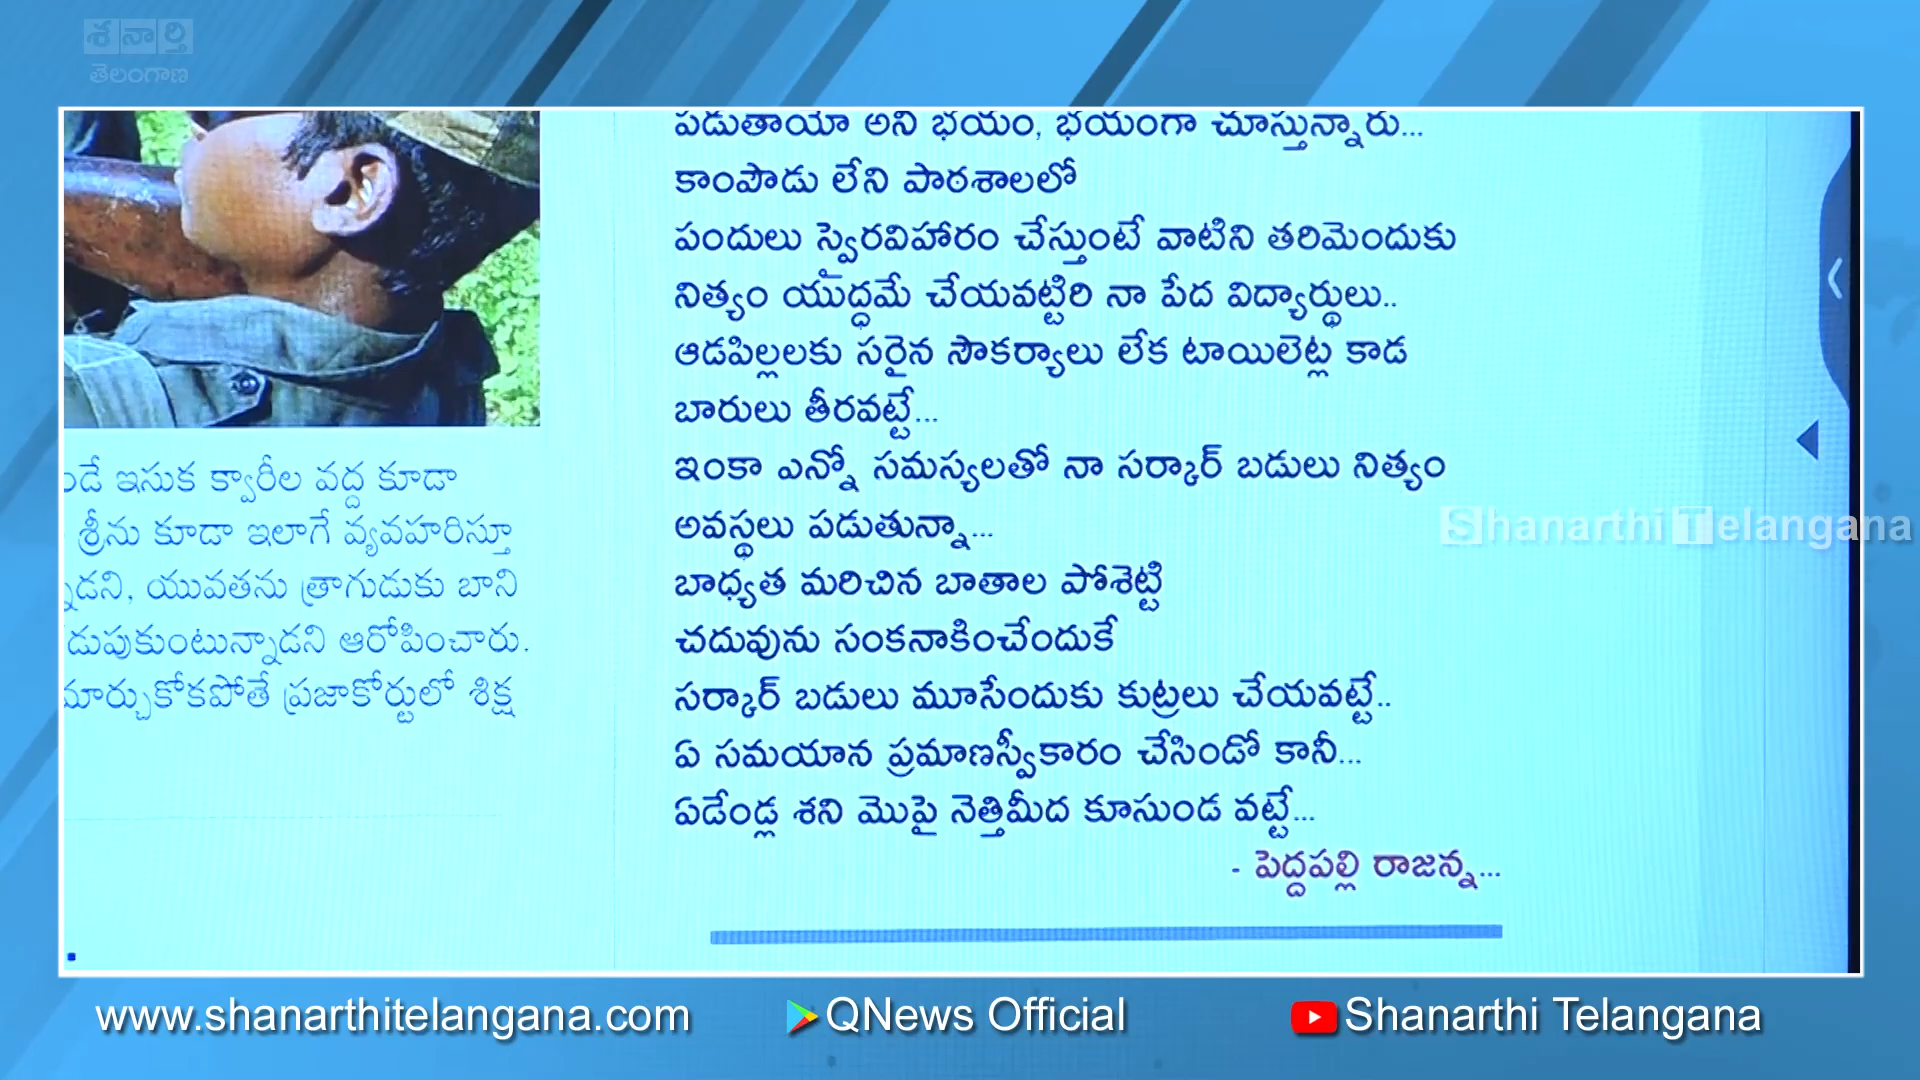 శనార్తి
తెలంగాణ
పడుతాయో అని భయం, భయంగా చూస్తున్నారు...
కాంపౌడు లేని పాఠశాలలో
పందులు స్వైరవిహారం చేస్తుంటే వాటిని తరిమెందుకు
నిత్యం యుద్ధమే చేయవట్టిరి నా పేద విద్యార్థులు..
ఆడపిల్లలకు సరైన సౌకర్యాలు లేక టాయిలెట్ల కాడ
బారులు తీరవట్టే...
ఇంకా ఎన్నో సమస్యలతో నా సర్కార్ బడులు నిత్యం
అవస్థలు పడుతున్నా...
బాధ్యత మరిచిన బాతాల పోశెట్టి
చదువును సంకనాకించేందుకే
సర్కార్ బడులు మూసేందుకు కుట్రలు చేయవట్టే..
ఏ సమయాన ప్రమాణస్వీకారం చేసిండో కానీ...
ఏడేండ్ల శని మొపై నెత్తిమీద కూసుండ వట్టే...
- పెద్దపల్లి రాజన్న...
ఇసుక క్వారీల వద్ద కూడా
శ్రీను కూడా ఇలాగే వ్యవహరిస్తూ
యువతను త్రాగుడుకు బాని
డుపుకుంటున్నాడని ఆరోపించారు.
మార్చుకోకపోతే ప్రజాకోర్టులో శిక్ష
Shanarthi Telangana
www.shanarthitelangana.com
QNews Official
Shanarthi Telangana